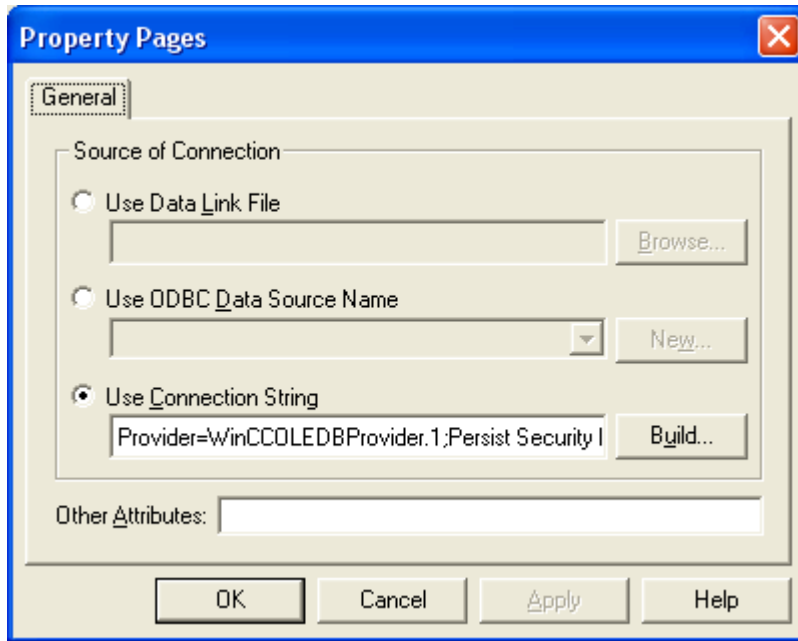 Property Pages
General
Source of Connection
Use Data Link File
Browse...
Use ODBC Data Source Name
New...
Use Connection String
Provider=WinCCOLEDBProvider.1;Persist Security I
Build...
Other Attributes:
OK Cancel Apply Help